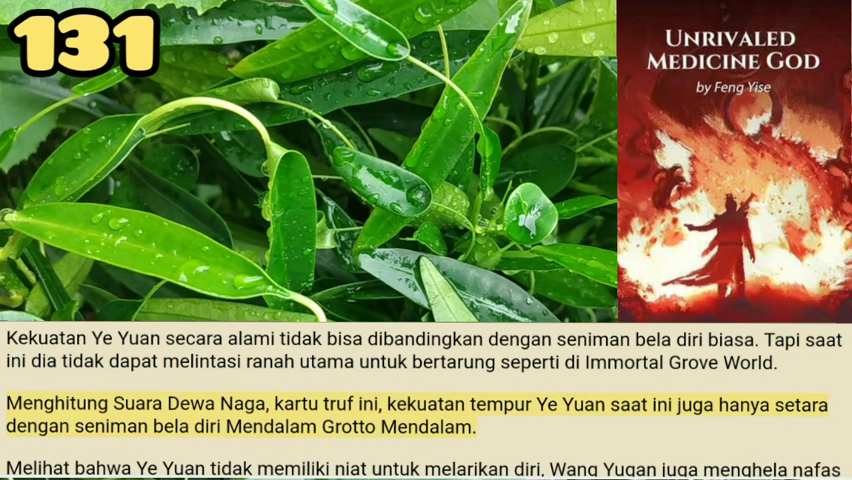 131
UNRIVALED
MEDICINE GOD
by Feng Yise
Kekuatan Ye Yuan secara alami tidak bisa dibandingkan dengan seniman bela diri biasa. Tapi saat
ini dia tidak dapat melintasi ranah utama untuk bertarung seperti di Immortal Grove World.
Menghitung Suara Dewa Naga, kartu truf ini, kekuatan tempur Ye Yuan saat ini juga hanya setara
dengan seniman bela diri Mendalam Grotto Mendalam.
Melihat bahwa Ye Yuan tidak memiliki niat untuk melarikan diri, Wang Yuqan juga menghela nafas